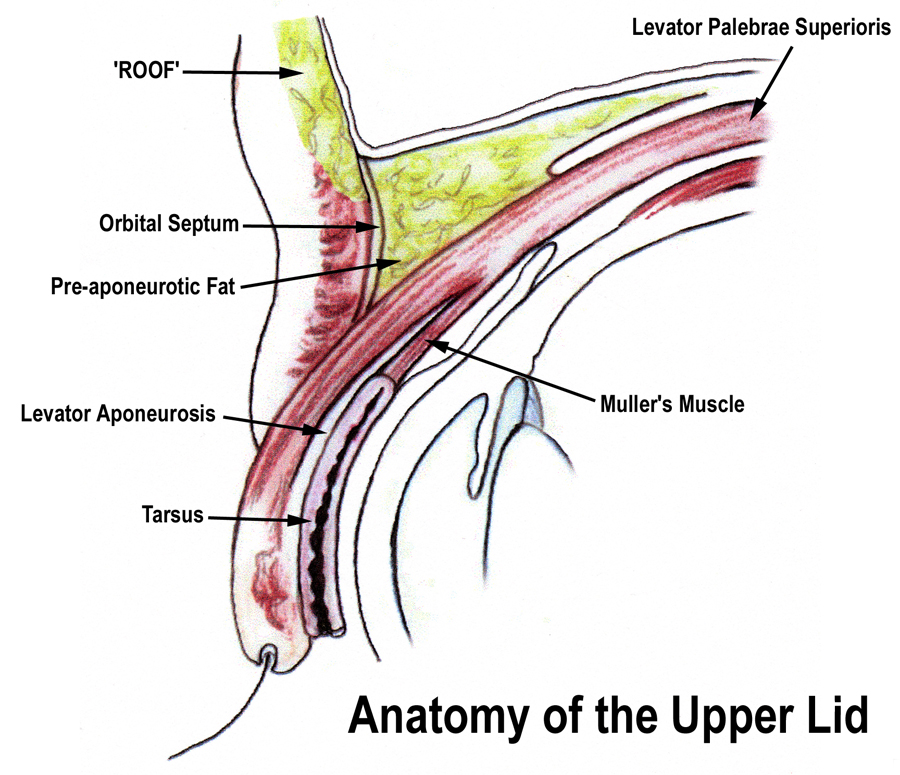 Levator Palebrae Superioris
'ROOF'
Orbital Septum
Pre-aponeurotic Fat
Muller's Muscle
Levator Aponeurosis
Tarsus
Anatomy of the Upper Lid